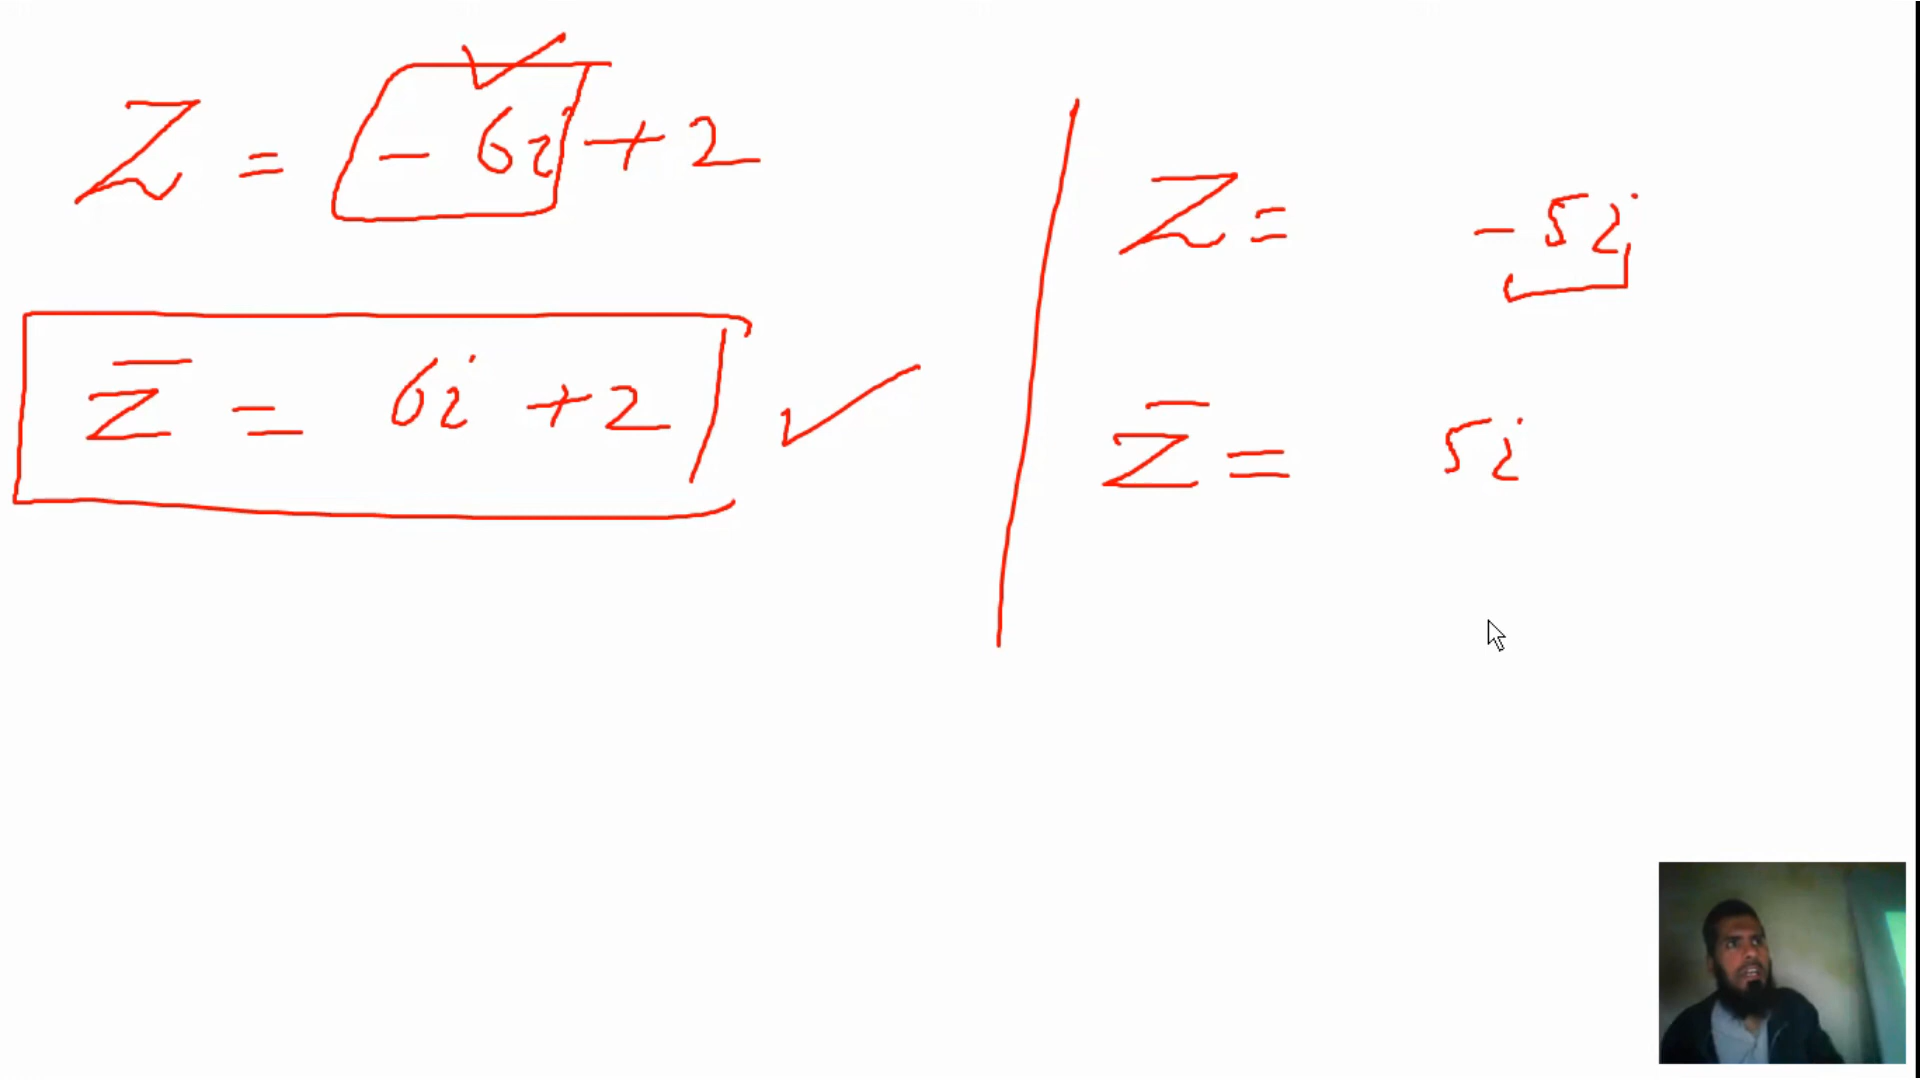 Z = - 6i + 2
Z̅ = 6i + 2
Z = - 5i
Z̅ = 5i